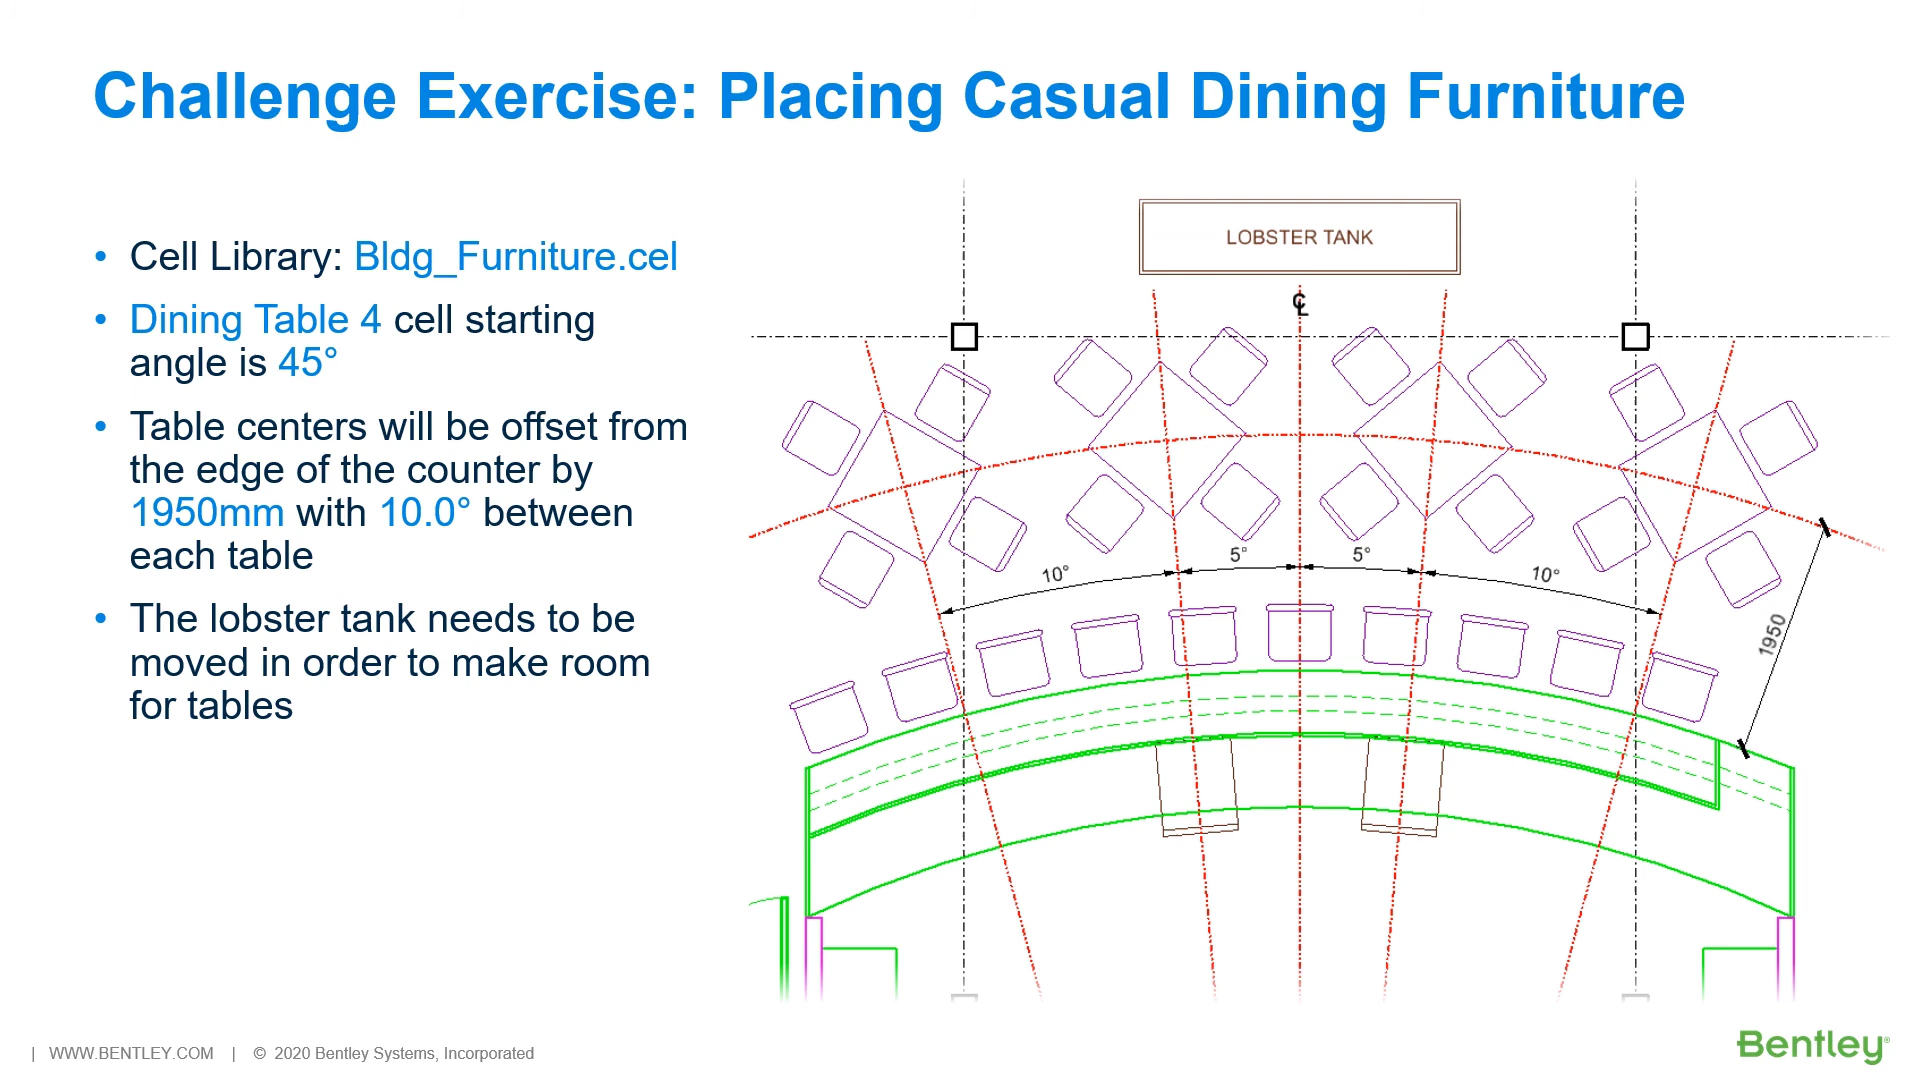 Challenge Exercise: Placing Casual Dining Furniture
• Cell Library: Bldg_Furniture.cel
• Dining Table 4 cell starting
angle is 45°
• Table centers will be offset from
the edge of the counter by
1950mm with 10.0° between
each table
• The lobster tank needs to be
moved in order to make room
for tables
LOBSTER TANK
℄
10°
5°
5°
10°
1950
| WWW.BENTLEY.COM | © 2020 Bentley Systems, Incorporated
Bentley®